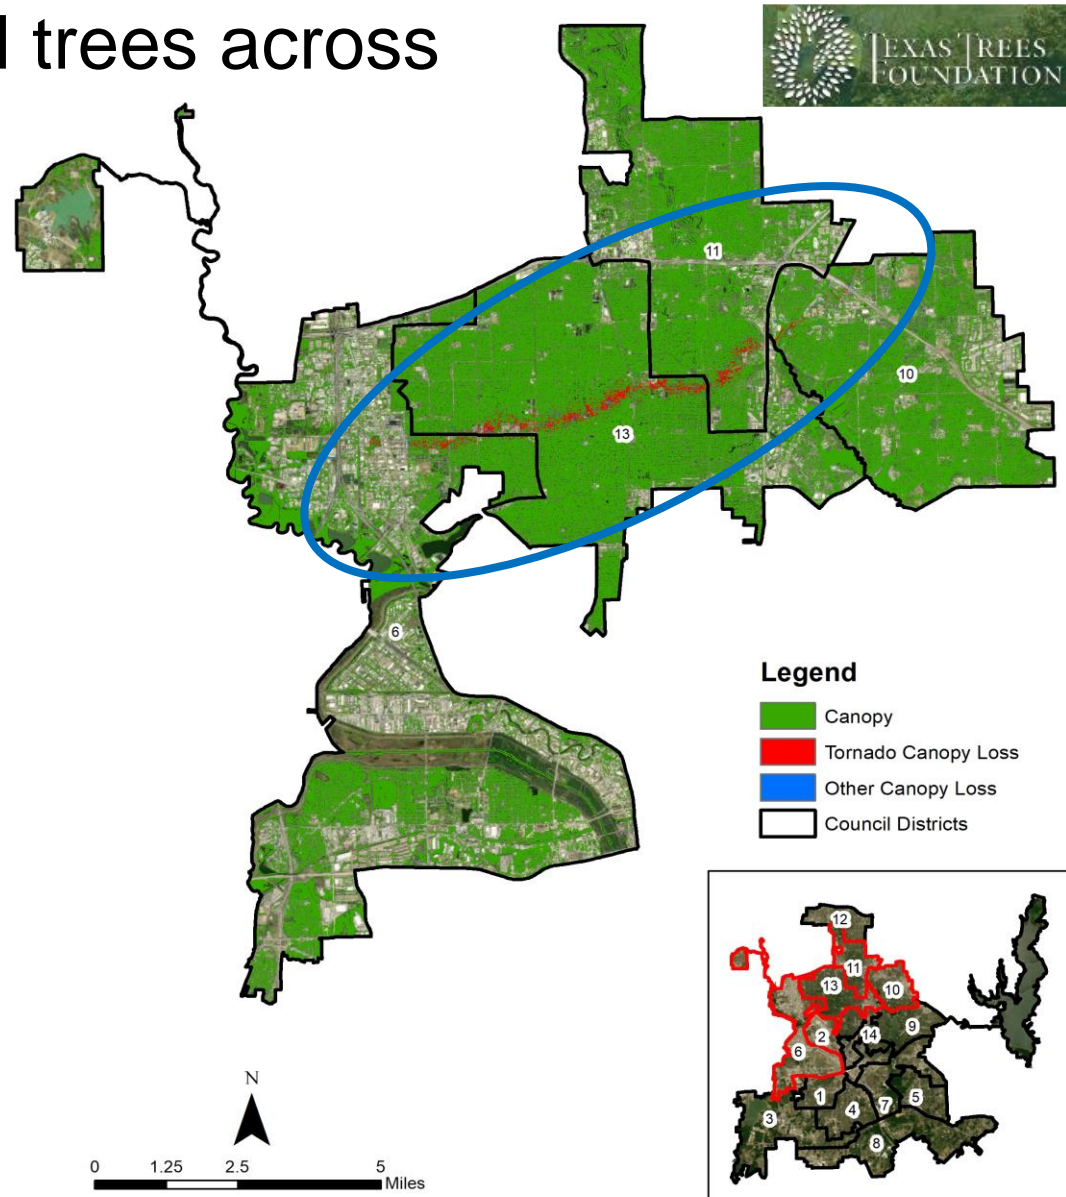 trees across
TEXAS TREES
FOUNDATION
11
10
13
6
Legend
Canopy
Tornado Canopy Loss
Other Canopy Loss
Council Districts
12
11
13
10
9
14
2
6
1
5
7
4
3
8
N
0 1.25 2.5 5
Miles